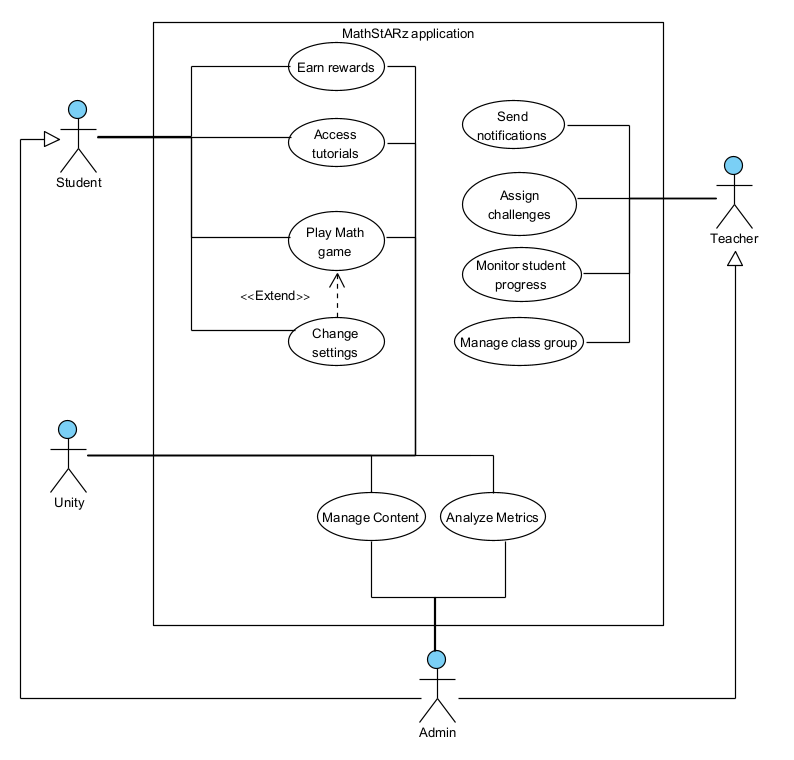 MathStARz application
Earn rewards
Access
tutorials
Play Math
game
<<Extend>>
Change
settings
Send
notifications
Assign
challenges
Monitor student
progress
Manage class group
Student
Teacher
Unity
Manage Content
Analyze Metrics
Admin